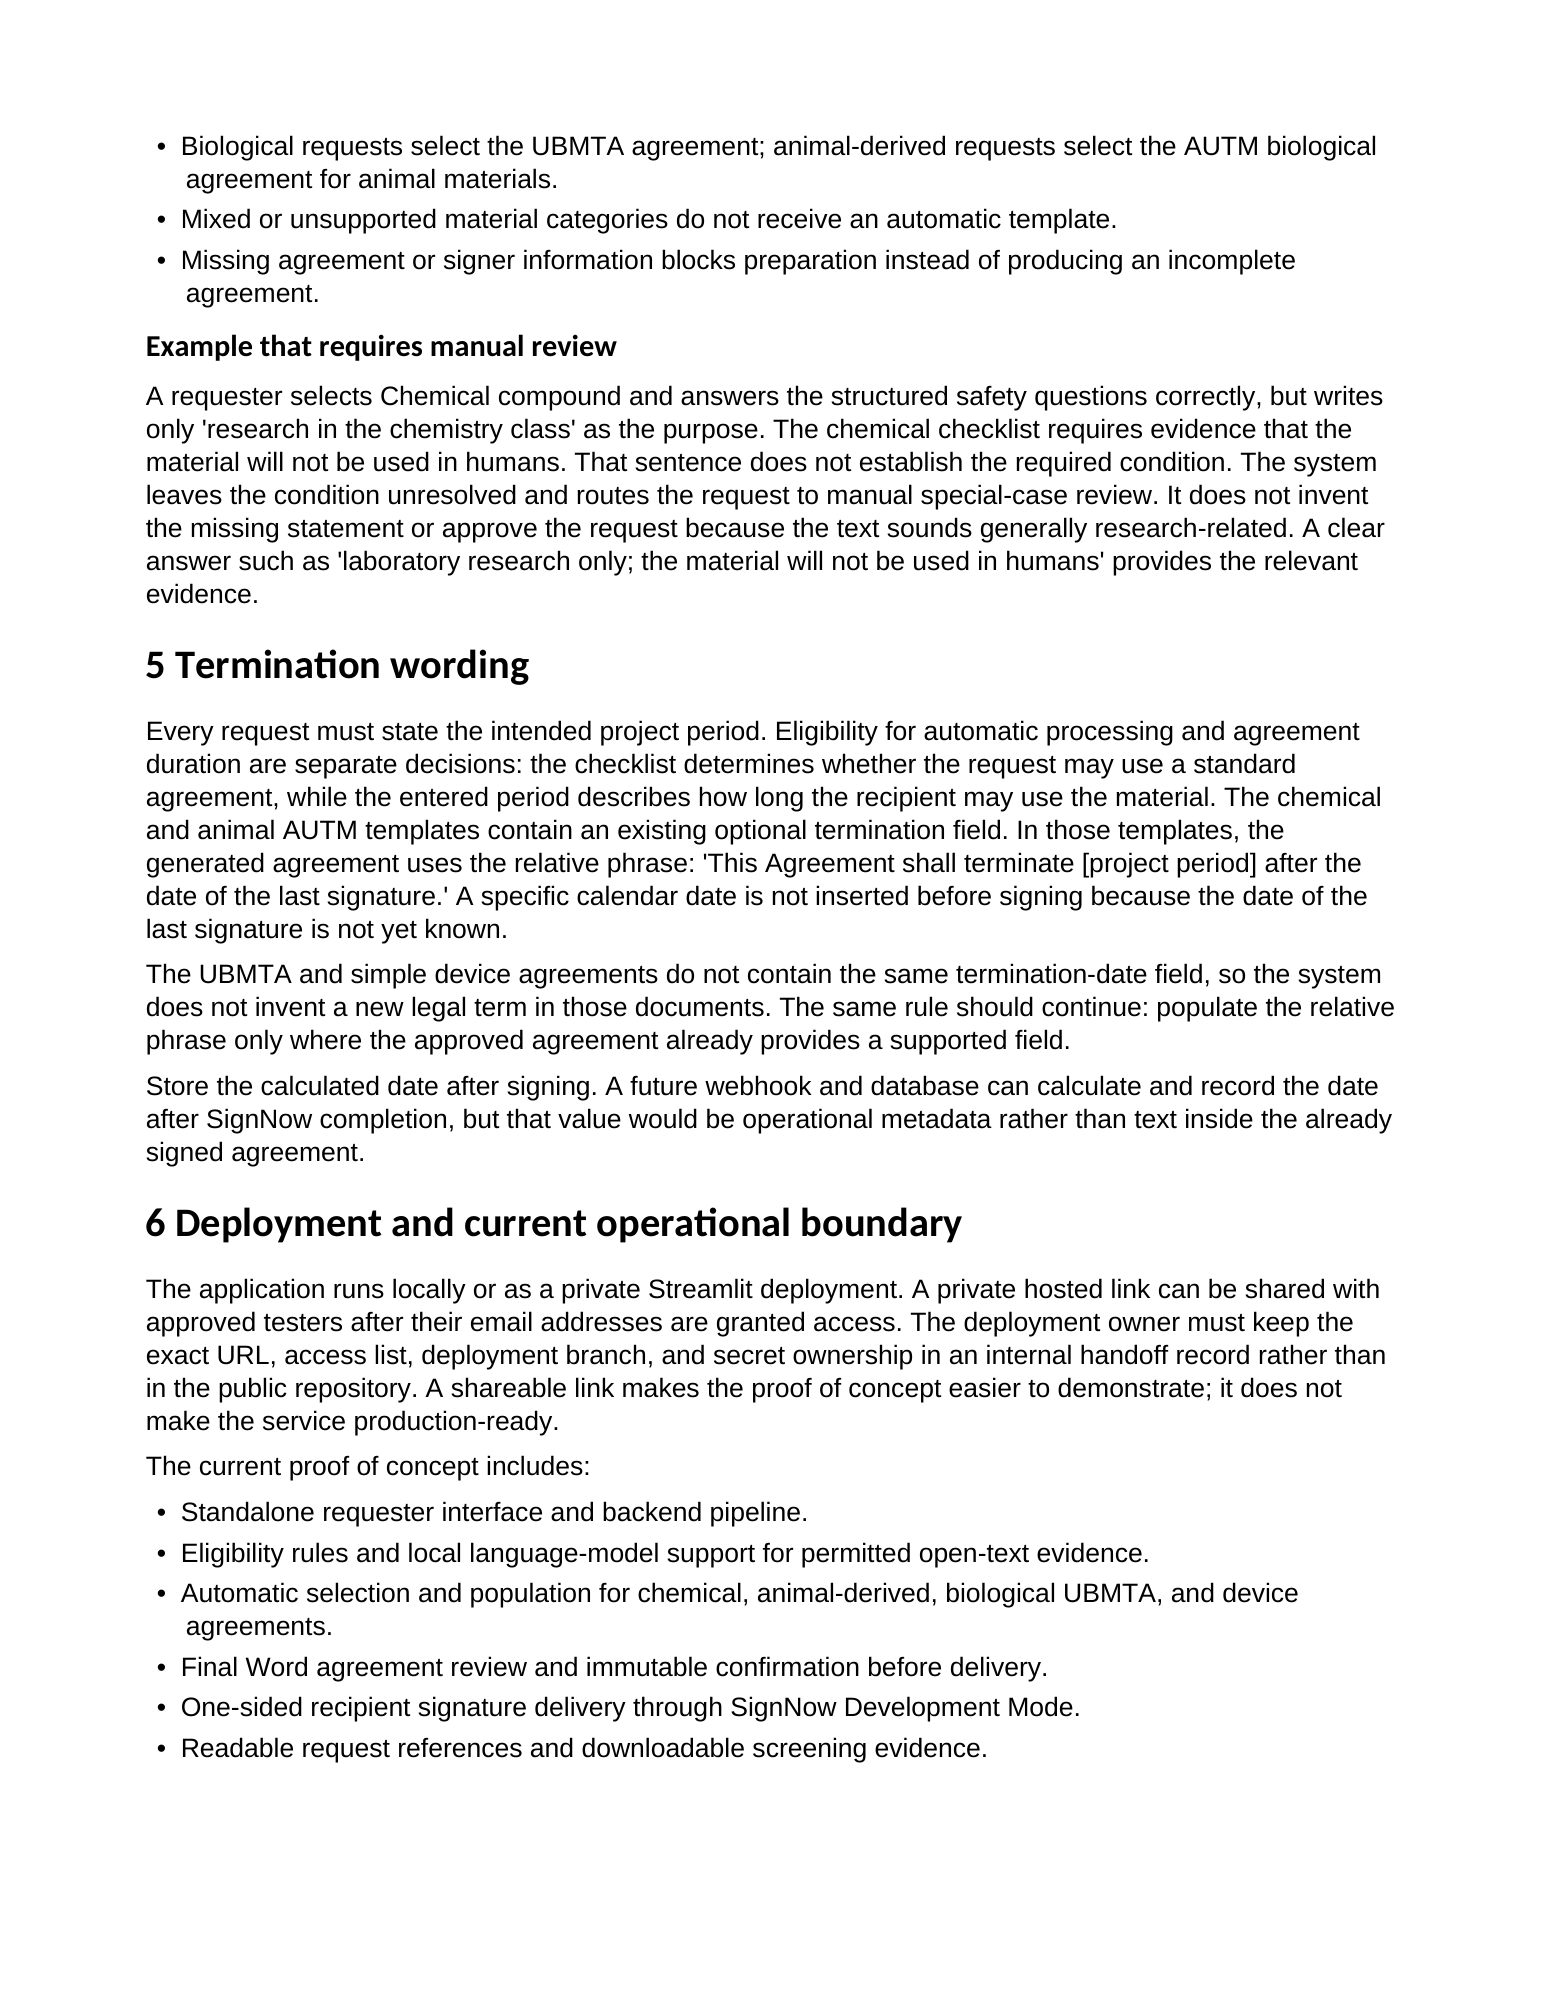 • Biological requests select the UBMTA agreement; animal-derived requests select the AUTM biological
agreement for animal materials.
• Mixed or unsupported material categories do not receive an automatic template.
• Missing agreement or signer information blocks preparation instead of producing an incomplete
agreement.
Example that requires manual review
A requester selects Chemical compound and answers the structured safety questions correctly, but writes
only 'research in the chemistry class' as the purpose. The chemical checklist requires evidence that the
material will not be used in humans. That sentence does not establish the required condition. The system
leaves the condition unresolved and routes the request to manual special-case review. It does not invent
the missing statement or approve the request because the text sounds generally research-related. A clear
answer such as 'laboratory research only; the material will not be used in humans' provides the relevant
evidence.
5 Termination wording
Every request must state the intended project period. Eligibility for automatic processing and agreement
duration are separate decisions: the checklist determines whether the request may use a standard
agreement, while the entered period describes how long the recipient may use the material. The chemical
and animal AUTM templates contain an existing optional termination field. In those templates, the
generated agreement uses the relative phrase: 'This Agreement shall terminate [project period] after the
date of the last signature.' A specific calendar date is not inserted before signing because the date of the
last signature is not yet known.
The UBMTA and simple device agreements do not contain the same termination-date field, so the system
does not invent a new legal term in those documents. The same rule should continue: populate the relative
phrase only where the approved agreement already provides a supported field.
Store the calculated date after signing. A future webhook and database can calculate and record the date
after SignNow completion, but that value would be operational metadata rather than text inside the already
signed agreement.
6 Deployment and current operational boundary
The application runs locally or as a private Streamlit deployment. A private hosted link can be shared with
approved testers after their email addresses are granted access. The deployment owner must keep the
exact URL, access list, deployment branch, and secret ownership in an internal handoff record rather than
in the public repository. A shareable link makes the proof of concept easier to demonstrate; it does not
make the service production-ready.
The current proof of concept includes:
• Standalone requester interface and backend pipeline.
• Eligibility rules and local language-model support for permitted open-text evidence.
• Automatic selection and population for chemical, animal-derived, biological UBMTA, and device
agreements.
• Final Word agreement review and immutable confirmation before delivery.
• One-sided recipient signature delivery through SignNow Development Mode.
• Readable request references and downloadable screening evidence.